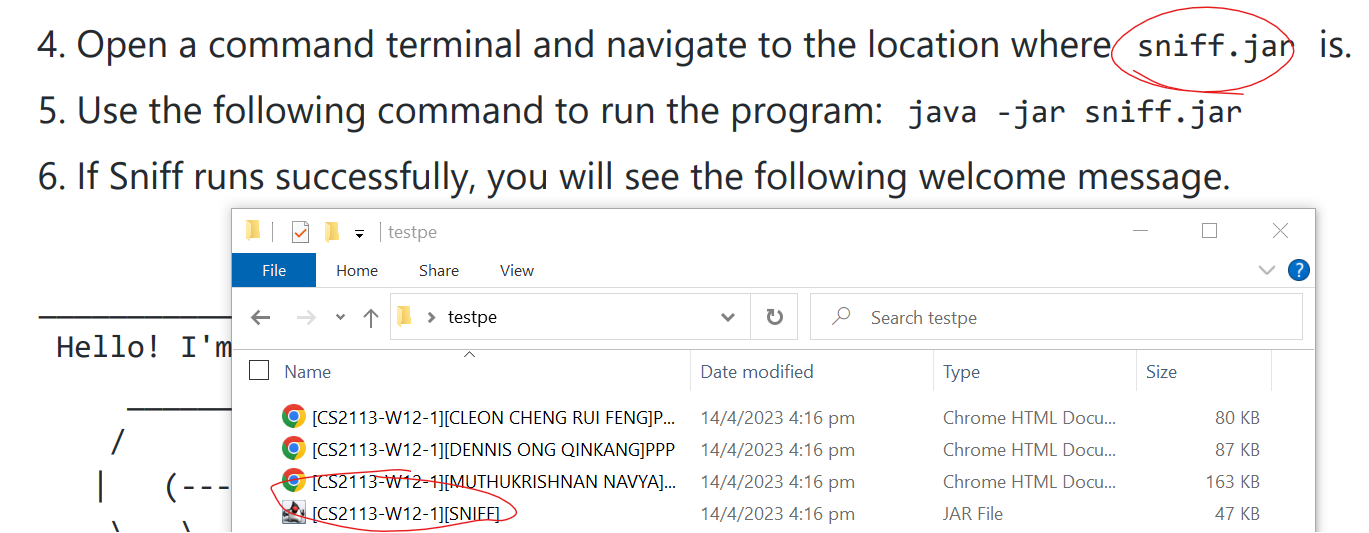 4. Open a command terminal and navigate to the location where sniff.jar is.
5. Use the following command to run the program: java -jar sniff.jar
6. If Sniff runs successfully, you will see the following welcome message.
testpe
File Home Share View
testpe
Search testpe
Hello! I'm
Name Date modified Type Size
[CS2113-W12-1][CLEON CHENG RUI FENG]P... 14/4/2023 4:16 pm Chrome HTML Docu... 80 KB
[CS2113-W12-1][DENNIS ONG QINKANG]PPP 14/4/2023 4:16 pm Chrome HTML Docu... 87 KB
[CS2113-W12-1][MUTHUKRISHNAN NAVYA]... 14/4/2023 4:16 pm Chrome HTML Docu... 163 KB
[CS2113-W12-1][SNIFF] 14/4/2023 4:16 pm JAR File 47 KB